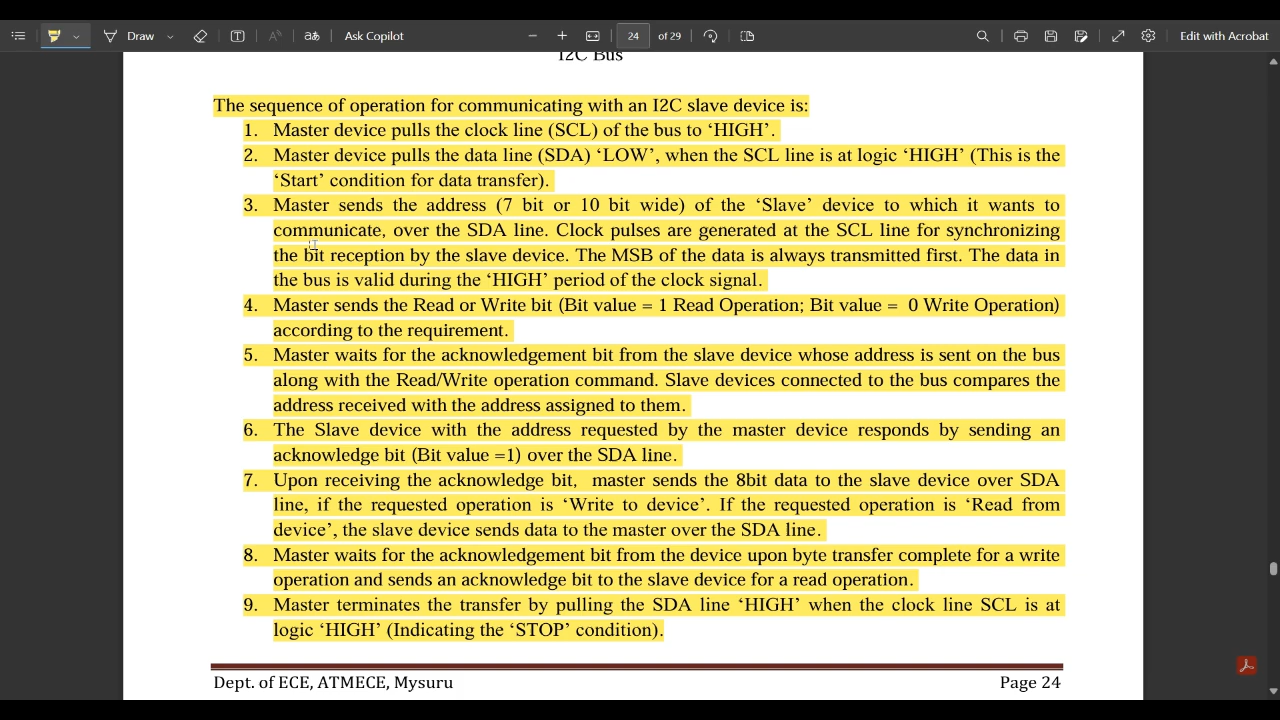 Draw
Ask Copilot
24 of 29
Edit with Acrobat
I2C Bus
The sequence of operation for communicating with an I2C slave device is:
1. Master device pulls the clock line (SCL) of the bus to ‘HIGH’.
2. Master device pulls the data line (SDA) ‘LOW’, when the SCL line is at logic ‘HIGH’ (This is the
‘Start’ condition for data transfer).
3. Master sends the address (7 bit or 10 bit wide) of the ‘Slave’ device to which it wants to
communicate, over the SDA line. Clock pulses are generated at the SCL line for synchronizing
the bit reception by the slave device. The MSB of the data is always transmitted first. The data in
the bus is valid during the ‘HIGH’ period of the clock signal.
4. Master sends the Read or Write bit (Bit value = 1 Read Operation; Bit value = 0 Write Operation)
according to the requirement.
5. Master waits for the acknowledgement bit from the slave device whose address is sent on the bus
along with the Read/Write operation command. Slave devices connected to the bus compares the
address received with the address assigned to them.
6. The Slave device with the address requested by the master device responds by sending an
acknowledge bit (Bit value =1) over the SDA line.
7. Upon receiving the acknowledge bit, master sends the 8bit data to the slave device over SDA
line, if the requested operation is ‘Write to device’. If the requested operation is ‘Read from
device’, the slave device sends data to the master over the SDA line.
8. Master waits for the acknowledgement bit from the device upon byte transfer complete for a write
operation and sends an acknowledge bit to the slave device for a read operation.
9. Master terminates the transfer by pulling the SDA line ‘HIGH’ when the clock line SCL is at
logic ‘HIGH’ (Indicating the ‘STOP’ condition).
Dept. of ECE, ATMECE, Mysuru Page 24